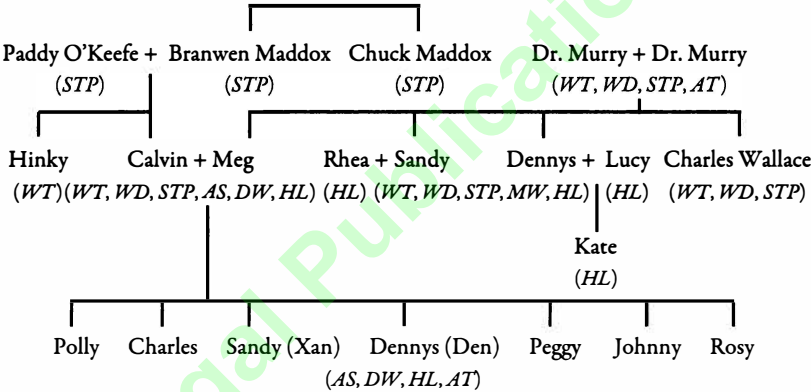 Paddy O'Keefe + Branwen Maddox Chuck Maddox Dr. Murry + Dr. Murry
(STP) (STP) (STP) (WT, WD, STP, AT)
Hinky Calvin + Meg Rhea + Sandy Dennys + Lucy Charles Wallace
(WT) (WT, WD, STP, AS, DW, HL) (HL) (WT, WD, STP, MW, HL) (HL) (WT, WD, STP)
Kate
(HL)
Polly Charles Sandy (Xan) Dennys (Den) Peggy Johnny Rosy
(AS, DW, HL, AT)
gal Publicatio